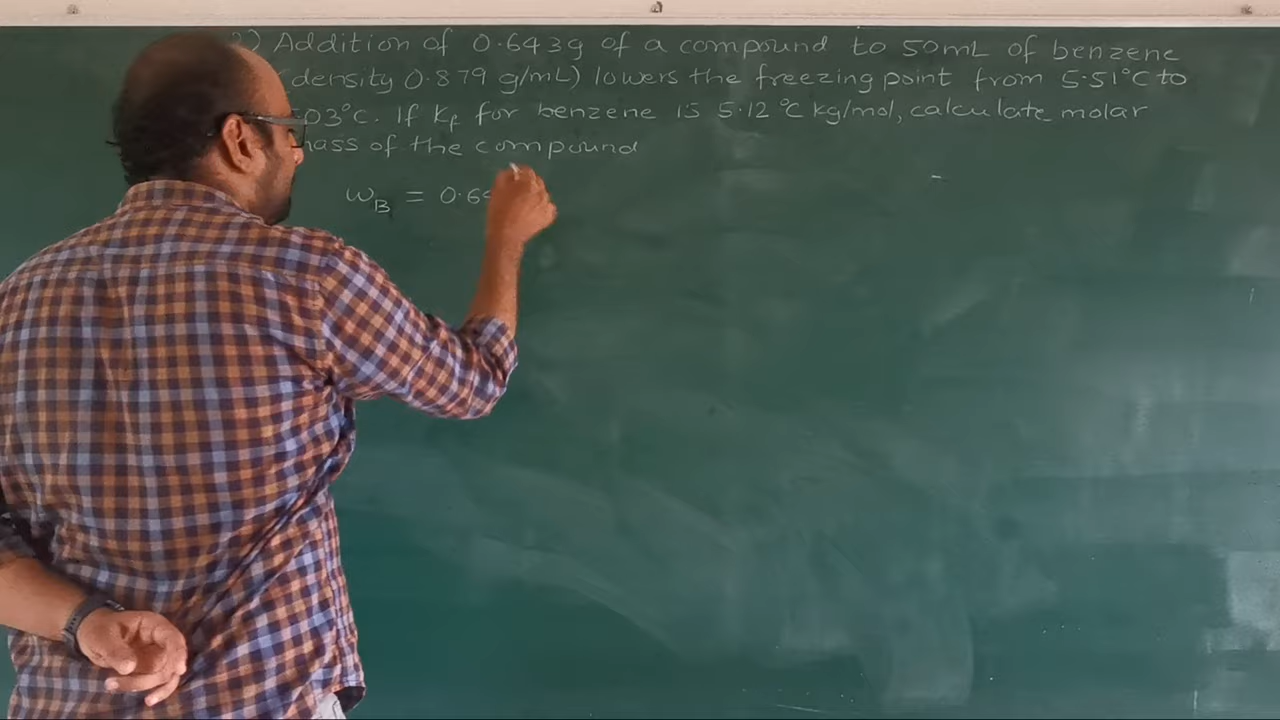 ) Addition of 0.643g of a compound to 50mL of benzene
(density 0.879 g/mL) lowers the freezing point from 5.51°C to
.03°C. If Kf for benzene is 5.12 °C kg/mol, calculate molar
of the compound
WB = 0.6